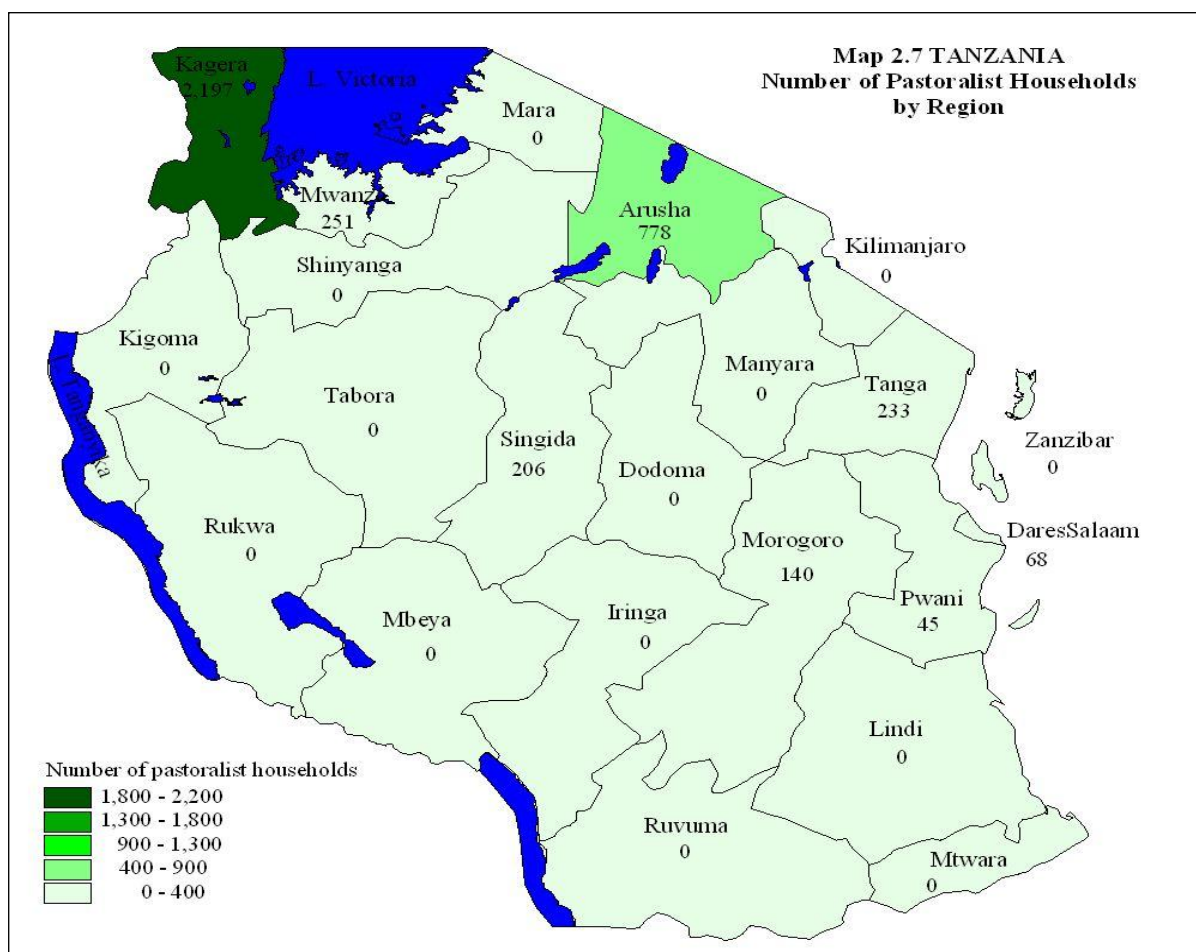 Map 2.7 TANZANIA
Number of Pastoralist Households
by Region
Kagera
2,197
L. Victoria
Mara
0
Mwanza
251
Arusha
778
Kilimanjaro
0
Shinyanga
0
Kigoma
0
L. Tanganyika
Tabora
0
Manyara
0
Tanga
233
Singida
206
Dodoma
0
Zanzibar
0
Rukwa
0
Morogoro
140
DaresSalaam
68
Mbeya
0
Iringa
0
Pwani
45
Lindi
0
Ruvuma
0
Mtwara
0
Number of pastoralist households
1,800 - 2,200
1,300 - 1,800
900 - 1,300
400 - 900
0 - 400